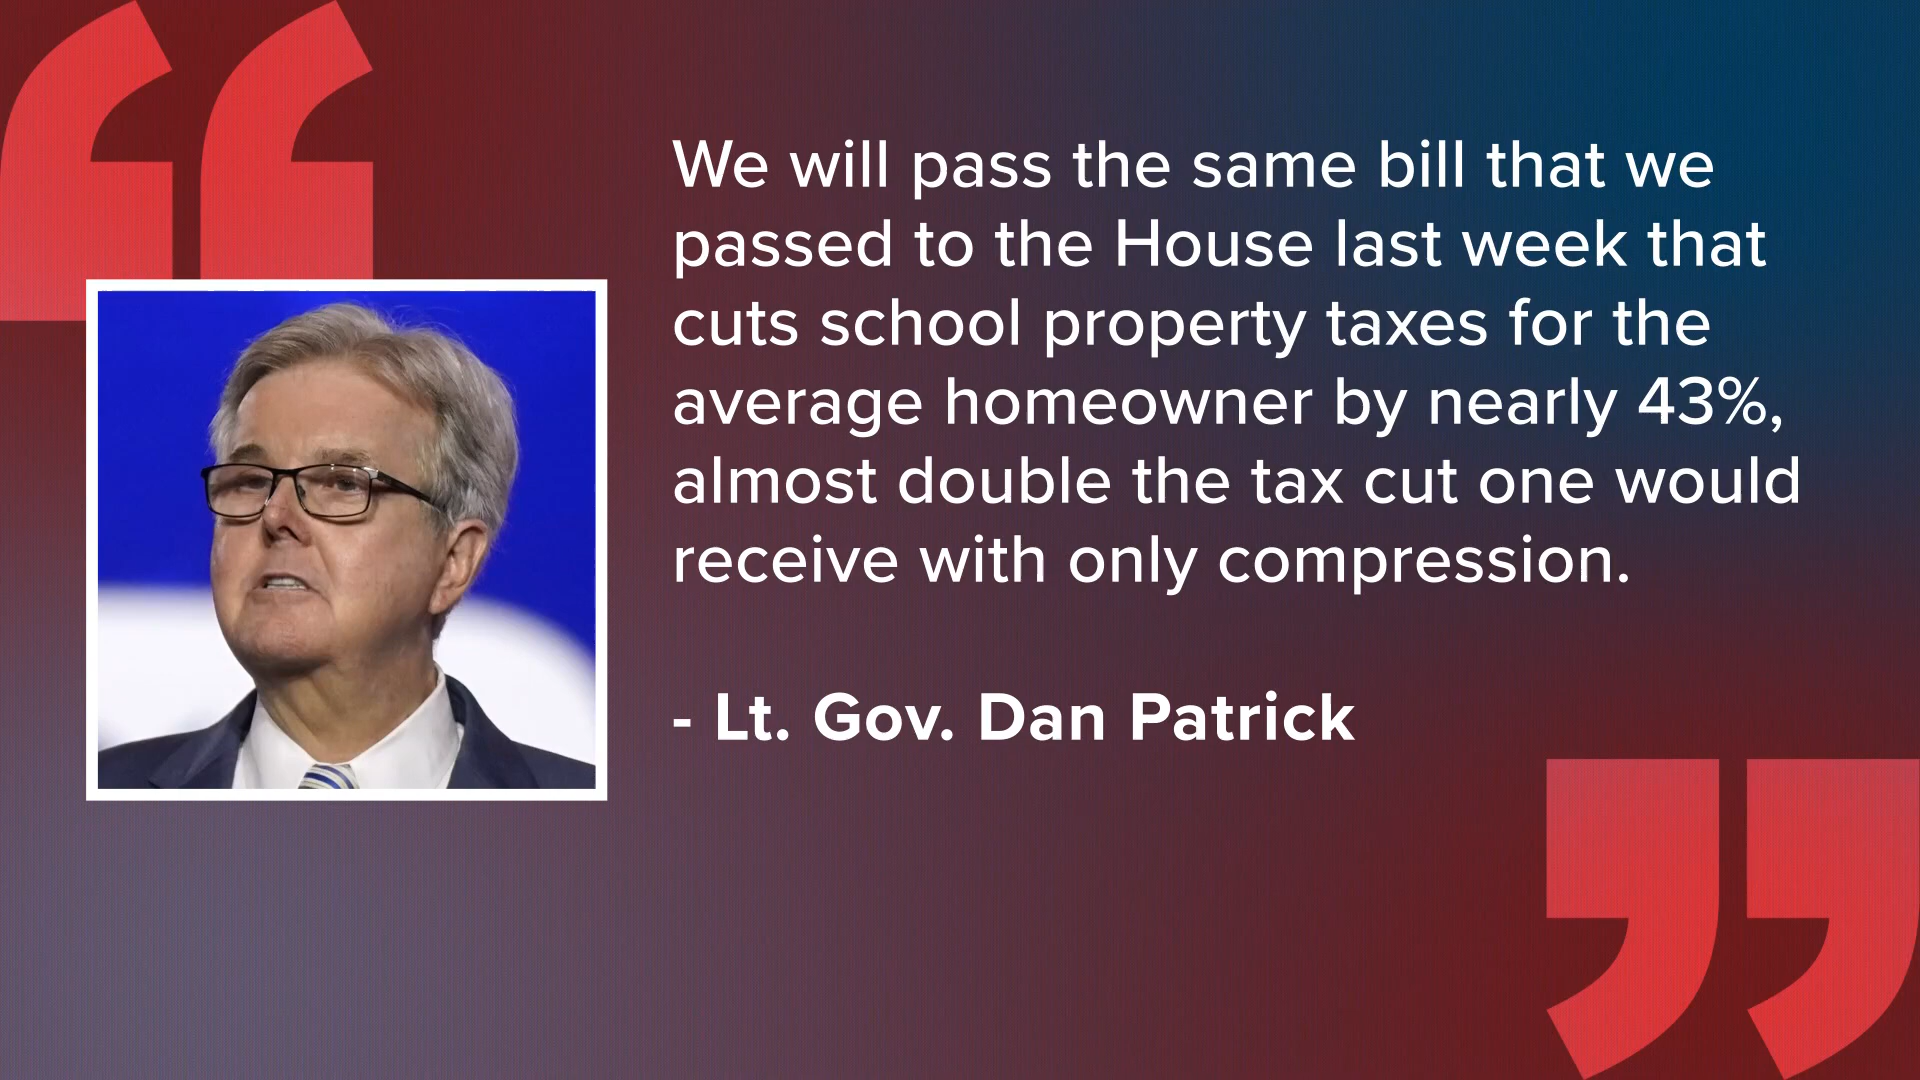 We will pass the same bill that we
passed to the House last week that
cuts school property taxes for the
average homeowner by nearly 43%,
almost double the tax cut one would
receive with only compression.
- Lt. Gov. Dan Patrick